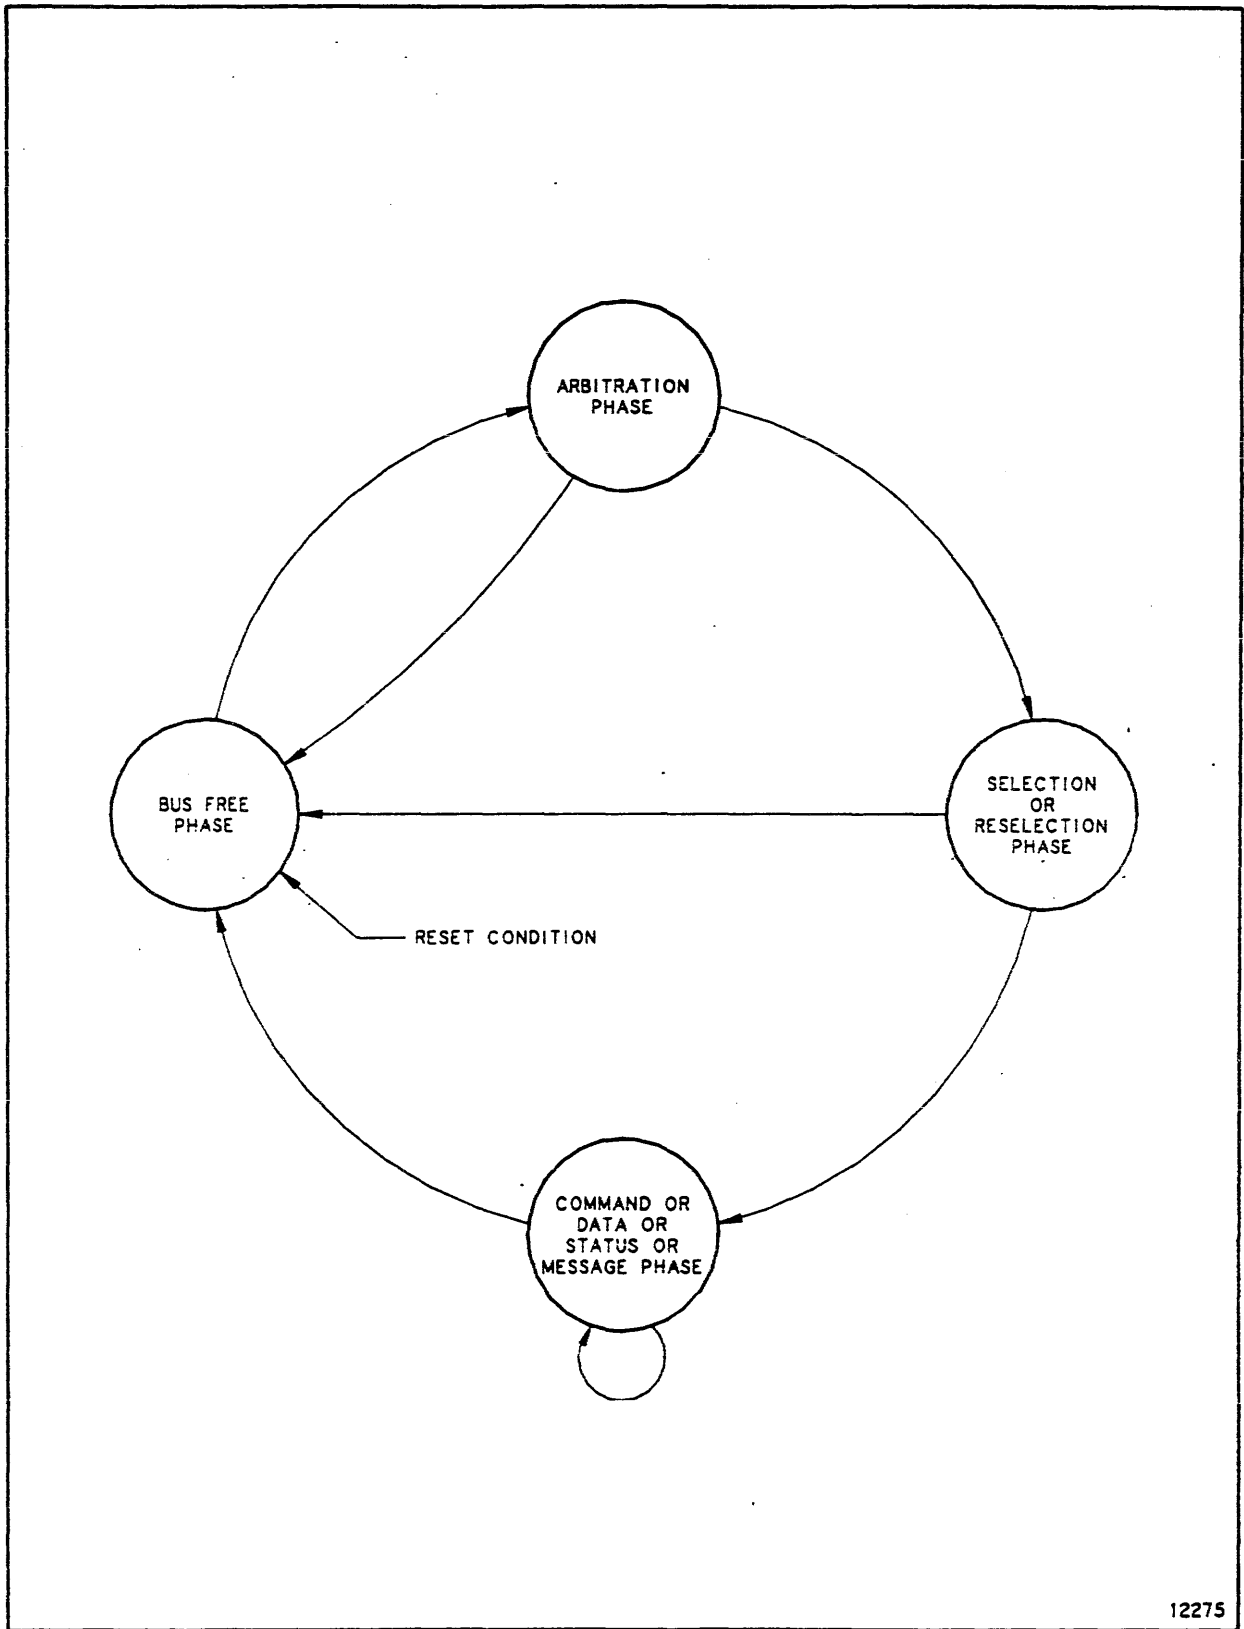 ARBITRATION
PHASE
BUS FREE
PHASE
SELECTION
OR
RESELECTION
PHASE
RESET CONDITION
COMMAND OR
DATA OR
STATUS OR
MESSAGE PHASE
12275